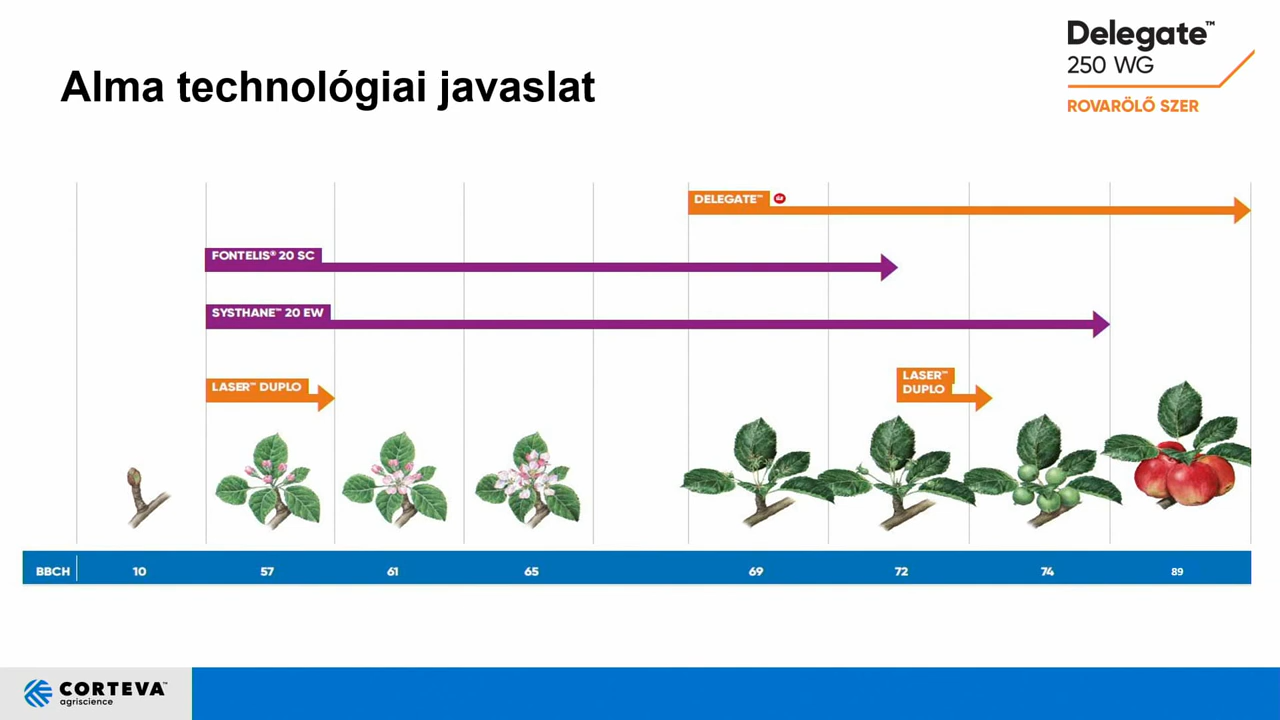 Alma technológiai javaslat
Delegate™
250 WG
ROVARÖLŐ SZER
DELEGATE™
FONTELIS® 20 SC
SYSTHANE™ 20 EW
LASER™ DUPLO
LASER™
DUPLO
BBCH 10 57 61 65 69 72 74 89
CORTEVA™
agriscience